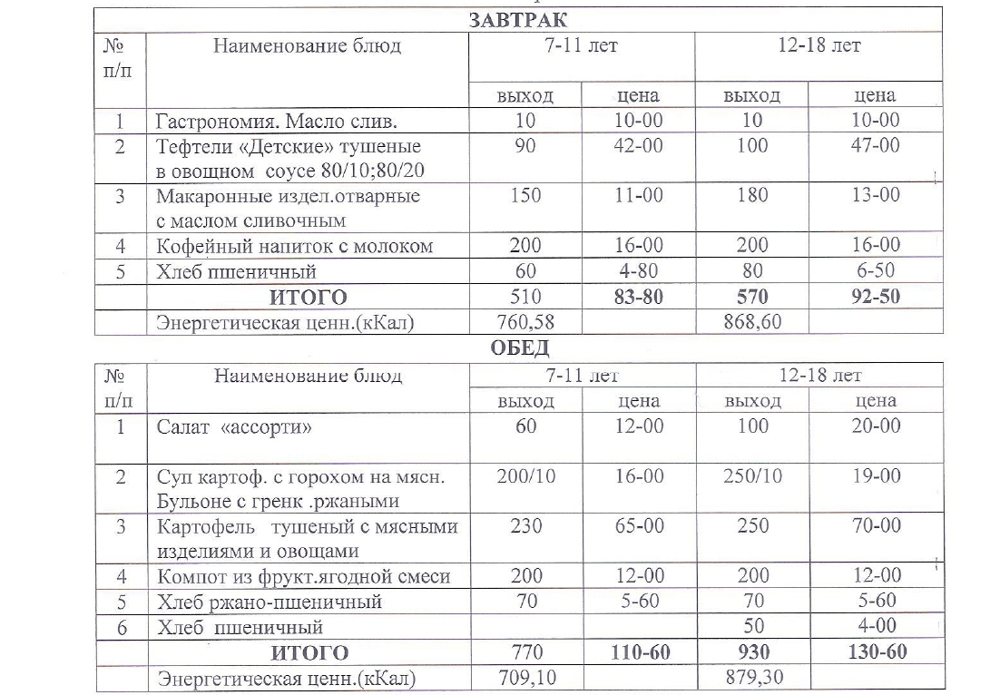 ЗАВТРАК
№ п/п Наименование блюд 7-11 лет 12-18 лет
выход цена выход цена
1 Гастрономия. Масло слив. 10 10-00 10 10-00
2 Тефтели «Детские» тушеные 90 42-00 100 47-00
в овощном соусе 80/10;80/20
3 Макаронные издел.отварные 150 11-00 180 13-00
с маслом сливочным
4 Кофейный напиток с молоком 200 16-00 200 16-00
5 Хлеб пшеничный 60 4-80 80 6-50
ИТОГО 510 83-80 570 92-50
Энергетическая ценн.(кКал) 760,58 868,60
ОБЕД
№ п/п Наименование блюд 7-11 лет 12-18 лет
выход цена выход цена
1 Салат «ассорти» 60 12-00 100 20-00
2 Суп картоф. с горохом на мясн. 200/10 16-00 250/10 19-00
Бульоне с гренк .ржаными
3 Картофель тушеный с мясными 230 65-00 250 70-00
изделиями и овощами
4 Компот из фрукт.ягодной смеси 200 12-00 200 12-00
5 Хлеб ржано-пшеничный 70 5-60 70 5-60
6 Хлеб пшеничный 50 4-00
ИТОГО 770 110-60 930 130-60
Энергетическая ценн.(кКал) 709,10 879,30